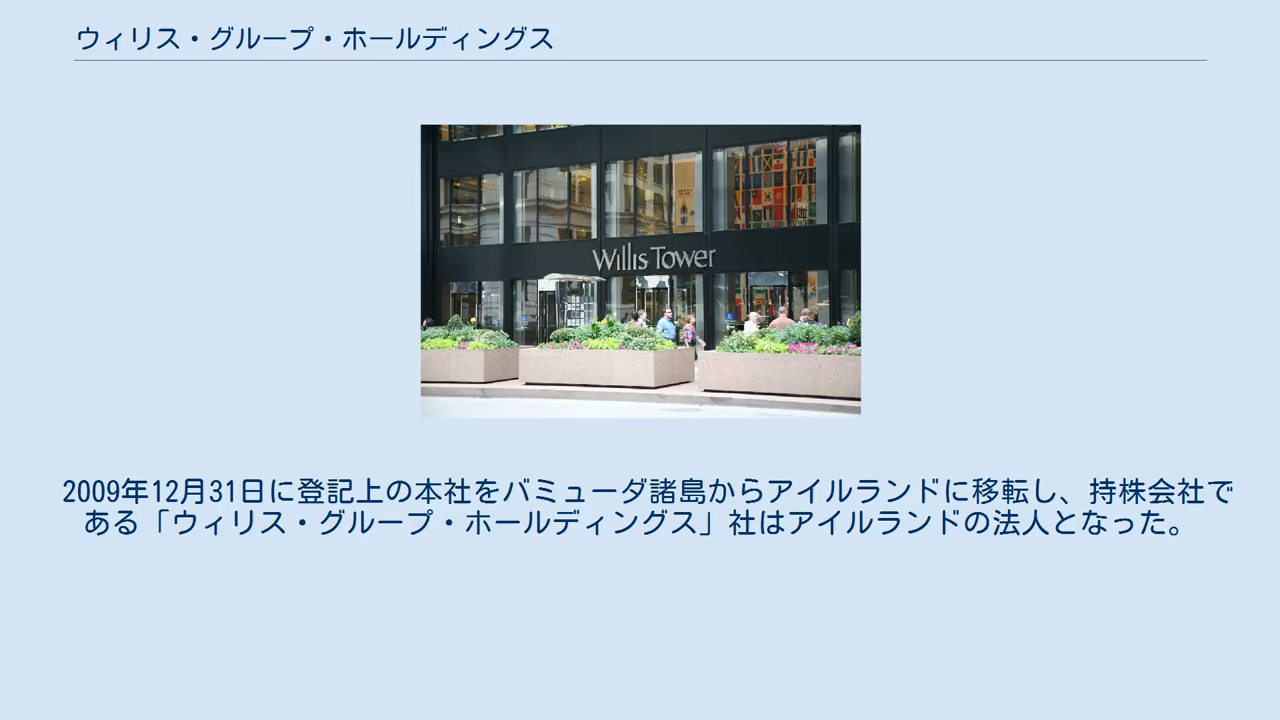 ウィリス・グループ・ホールディングス
Willis Tower
2009年12月31日に登記上の本社をバミューダ諸島からアイルランドに移転し、持株会社で
ある「ウィリス・グループ・ホールディングス」社はアイルランドの法人となった。